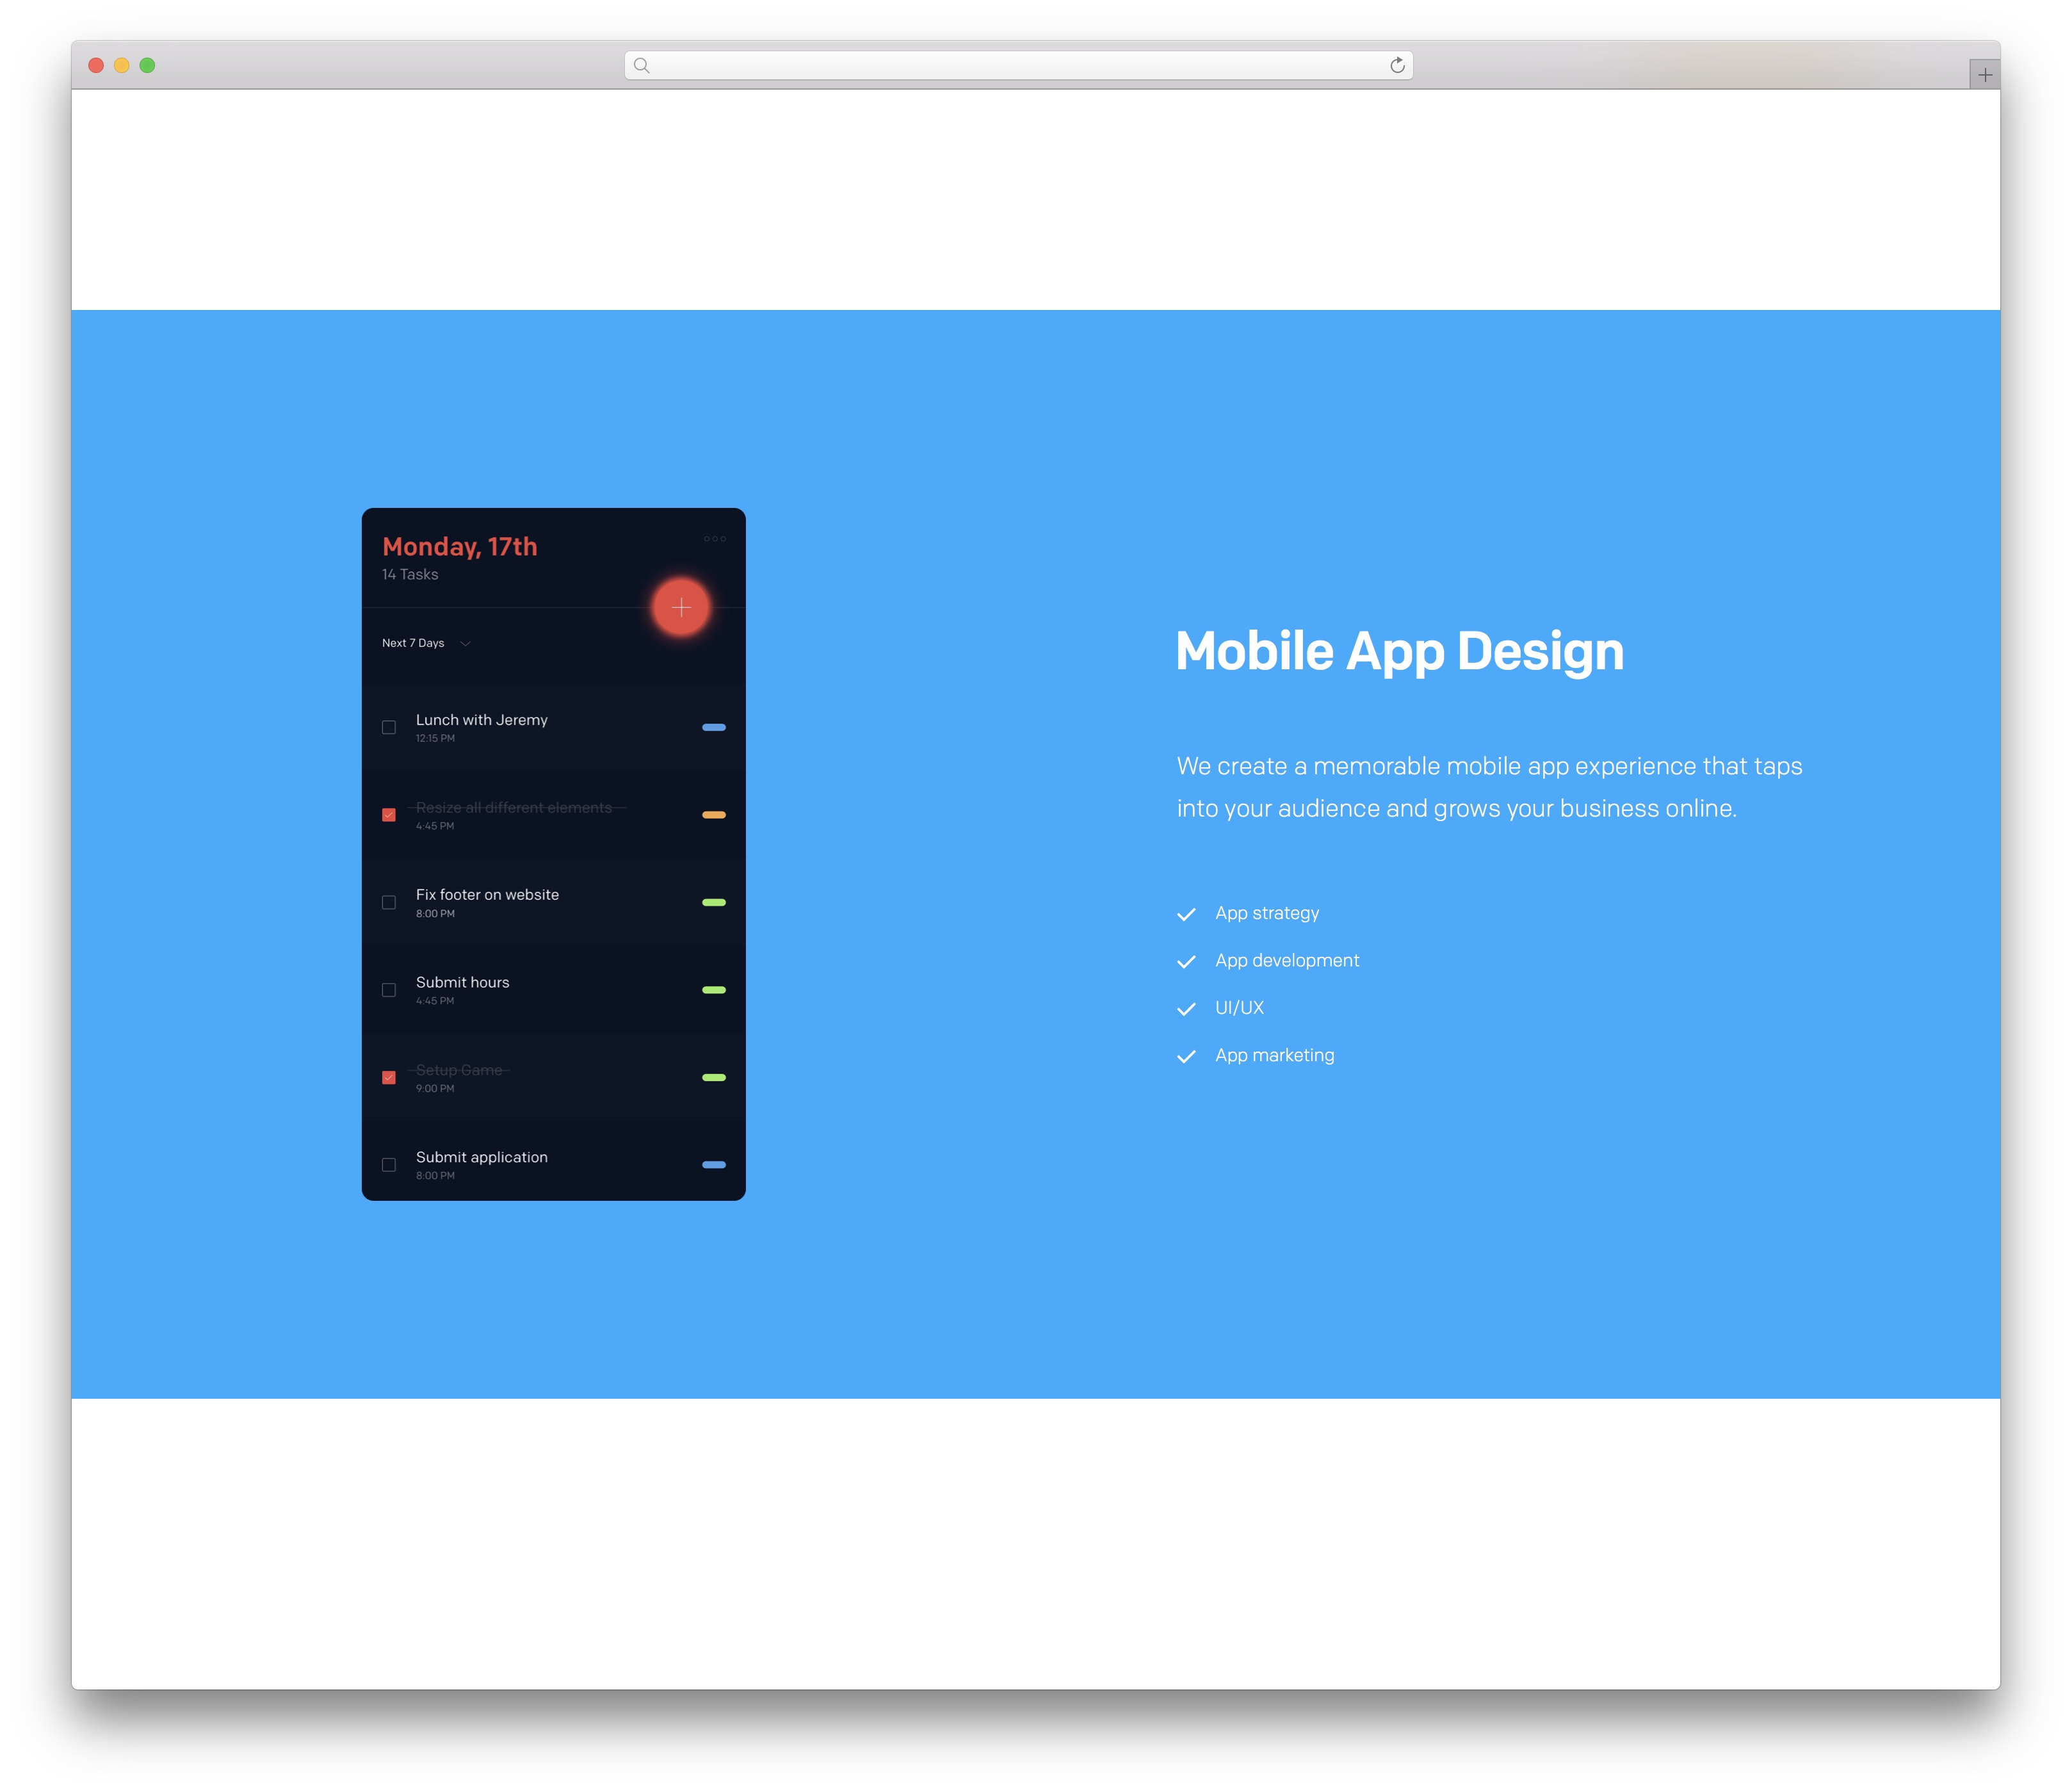 Monday, 17th
14 Tasks
Next 7 Days
Lunch with Jeremy
12:15 PM
Resize all different elements
4:45 PM
Fix footer on website
8:00 PM
Submit hours
4:45 PM
Setup Game
9:00 PM
Submit application
8:00 PM
Mobile App Design
We create a memorable mobile app experience that taps
into your audience and grows your business online.
App strategy
App development
UI/UX
App marketing